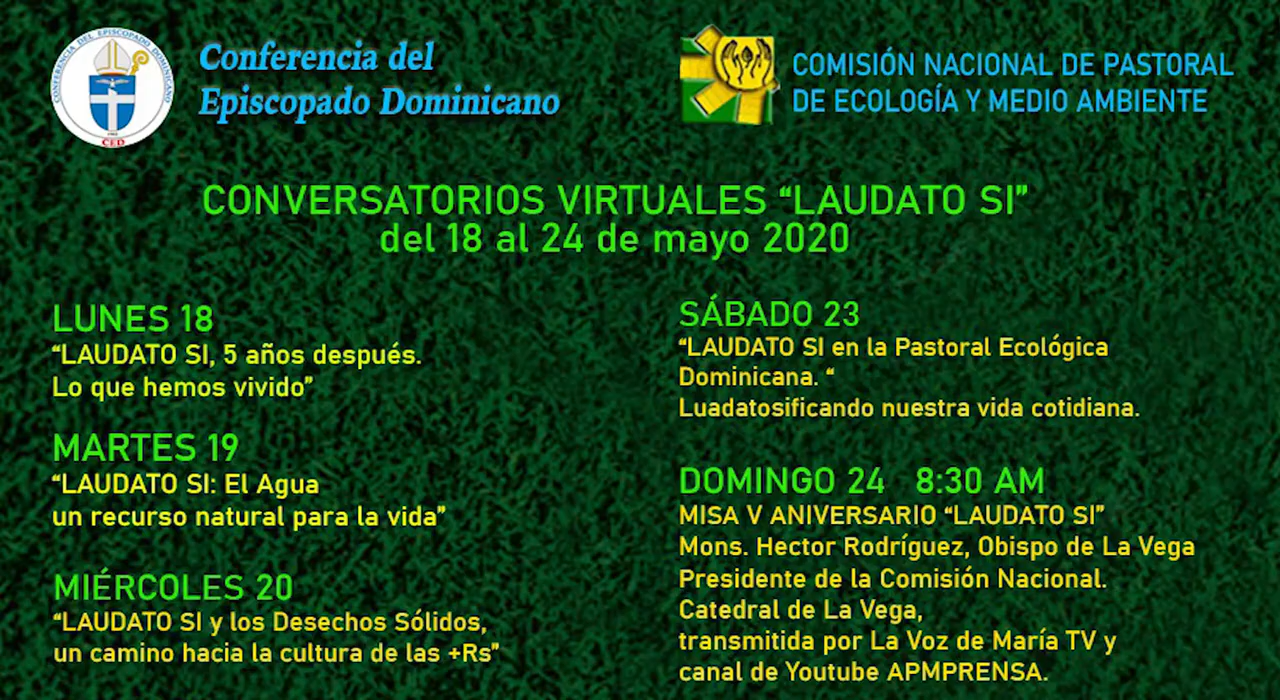 CONFERENCIA DEL EPISCOPADO DOMINICANO
CED
Conferencia del
Episcopado Dominicano
COMISIÓN NACIONAL DE PASTORAL
DE ECOLOGÍA Y MEDIO AMBIENTE
CONVERSATORIOS VIRTUALES “LAUDATO SI”
del 18 al 24 de mayo 2020
LUNES 18
“LAUDATO SI, 5 años después.
Lo que hemos vivido”
MARTES 19
“LAUDATO SI: El Agua
un recurso natural para la vida”
MIÉRCOLES 20
“LAUDATO SI y los Desechos Sólidos,
un camino hacia la cultura de las +Rs”
SÁBADO 23
“LAUDATO SI en la Pastoral Ecológica
Dominicana. “
Luadatosificando nuestra vida cotidiana.
DOMINGO 24 8:30 AM
MISA V ANIVERSARIO “LAUDATO SI”
Mons. Hector Rodríguez, Obispo de La Vega
Presidente de la Comisión Nacional.
Catedral de La Vega,
transmitida por La Voz de María TV y
canal de Youtube APMPRENSA.